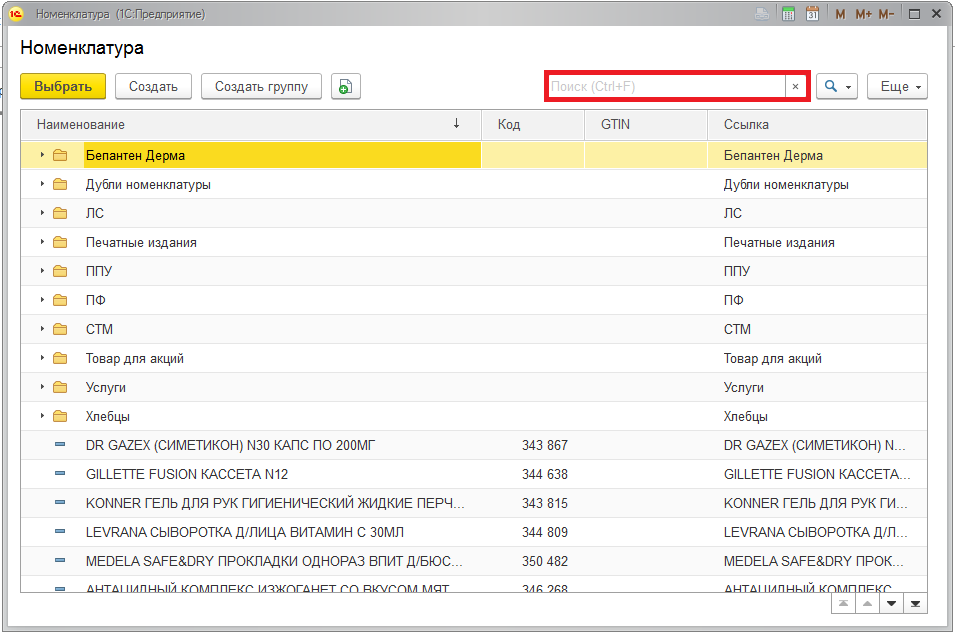 Номенклатура (1С:Предприятие)
31 M M+ M-
Номенклатура
Выбрать Создать Создать группу Поиск (Ctrl+F) × Еще
Наименование ↓ Код GTIN Ссылка
Бепантен Дерма Бепантен Дерма
Дубли номенклатуры Дубли номенклатуры
ЛС ЛС
Печатные издания Печатные издания
ППУ ППУ
ПФ ПФ
СТМ СТМ
Товар для акций Товар для акций
Услуги Услуги
Хлебцы Хлебцы
DR GAZEX (СИМЕТИКОН) N30 КАПС ПО 200МГ 343 867 DR GAZEX (СИМЕТИКОН) N...
GILLETTE FUSION КАССЕТА N12 344 638 GILLETTE FUSION КАССЕТА...
KONNER ГЕЛЬ ДЛЯ РУК ГИГИЕНИЧЕСКИЙ ЖИДКИЕ ПЕРЧ... 343 815 KONNER ГЕЛЬ ДЛЯ РУК ГИ...
LEVRANA СЫВОРОТКА Д/ЛИЦА ВИТАМИН С 30МЛ 344 809 LEVRANA СЫВОРОТКА Д/Л...
MEDELA SAFE&DRY ПРОКЛАДКИ ОДНОРАЗ ВПИТ Д/БЮС... 350 482 MEDELA SAFE&DRY ПРОК...
АНТАЦИДНЫЙ КОМПЛЕКС ИЗЖОГАНЕТ СО ВКУСОМ МЯТ... 346 268 АНТАЦИДНЫЙ КОМПЛЕКС...